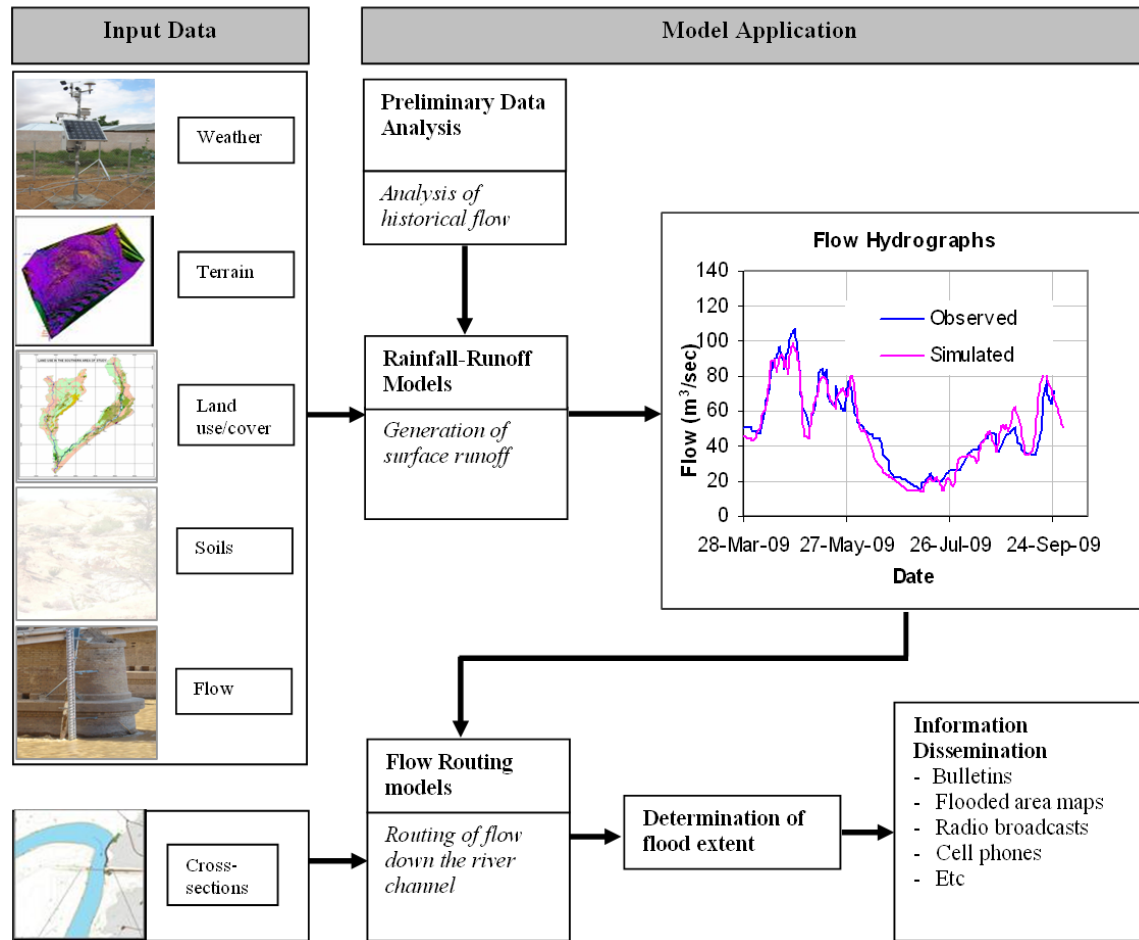 Input Data
Model Application
Weather
Terrain
Land
use/cover
Soils
Flow
Cross-
sections
Preliminary Data
Analysis
Analysis of
historical flow
Rainfall-Runoff
Models
Generation of
surface runoff
Flow Hydrographs
Flow (m³/sec)
140
120
100
80
60
40
20
0
Observed
Simulated
28-Mar-09 27-May-09 26-Jul-09 24-Sep-09
Date
Flow Routing
models
Routing of flow
down the river
channel
Determination of
flood extent
Information
Dissemination
- Bulletins
- Flooded area maps
- Radio broadcasts
- Cell phones
- Etc